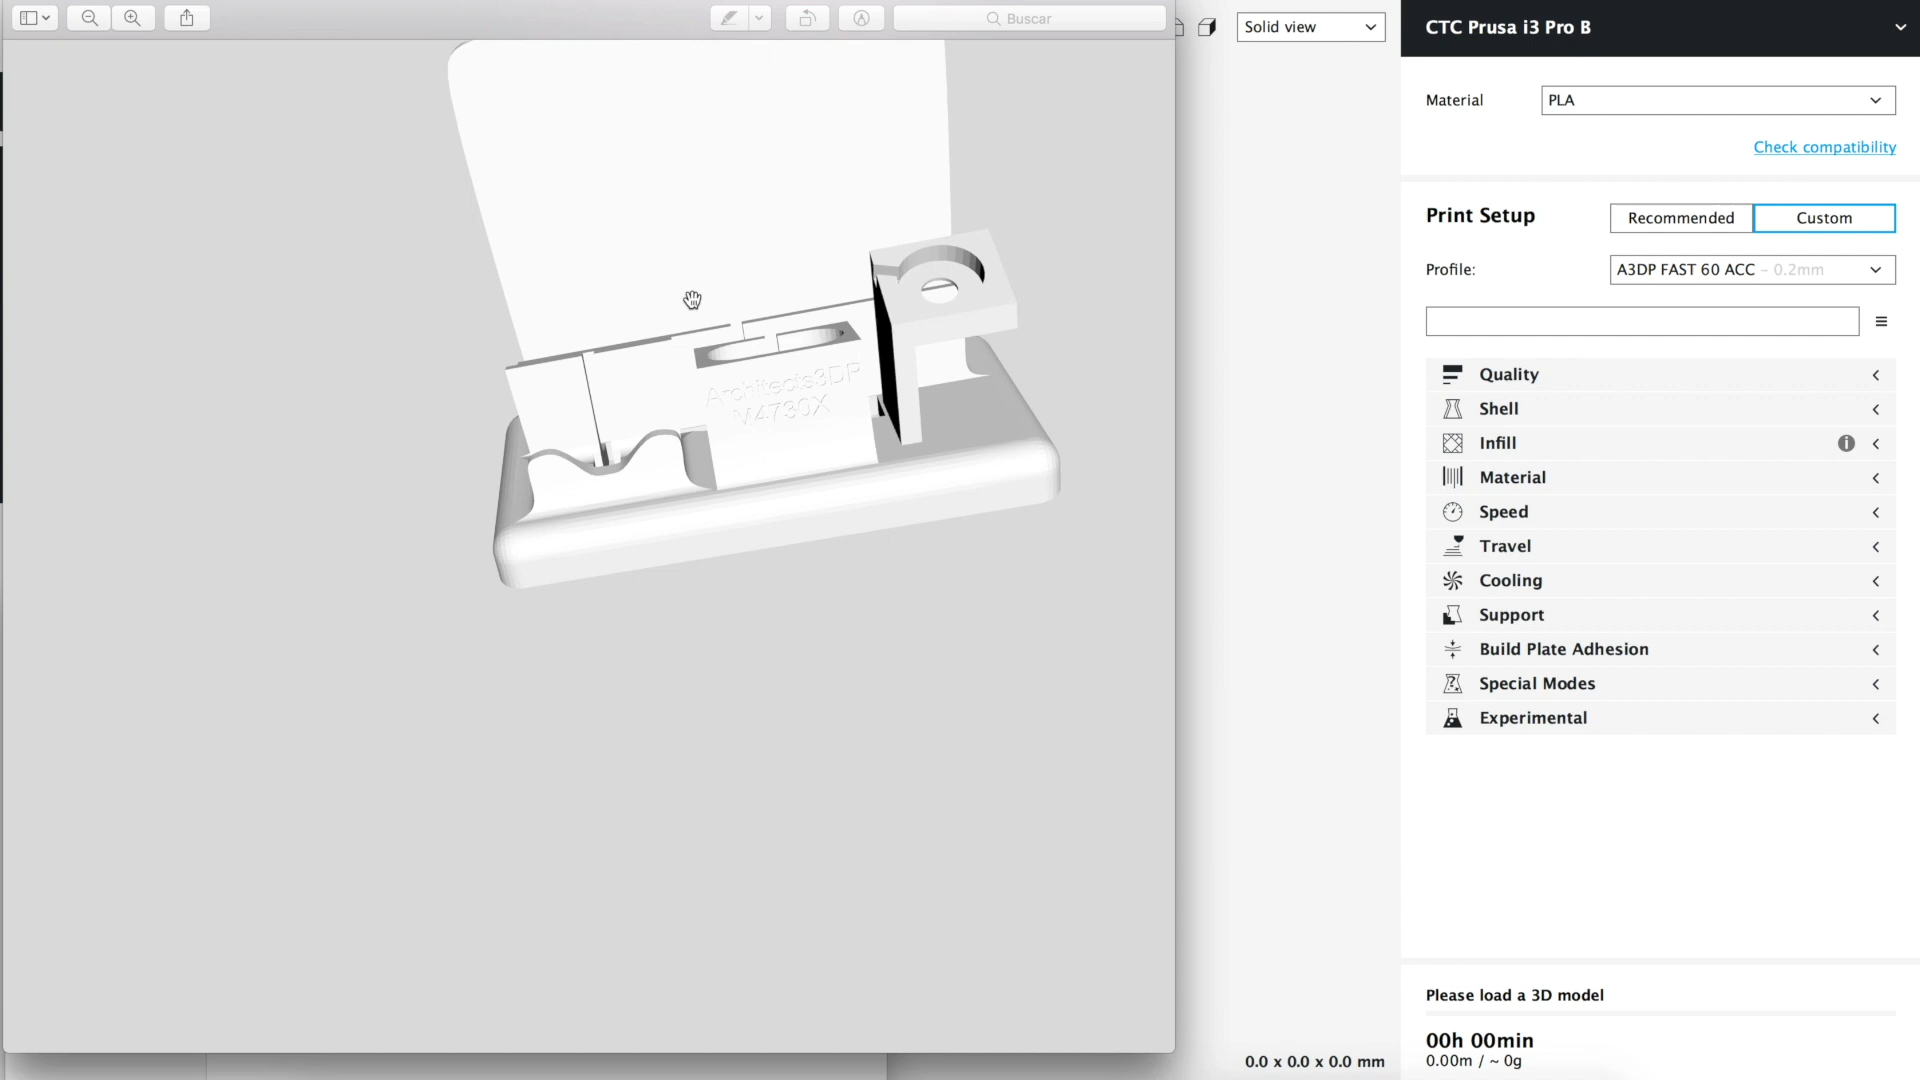 Buscar
Solid view
CTC Prusa i3 Pro B
Material
PLA
Check compatibility
Print Setup
Recommended
Custom
Profile:
A3DP FAST 60 ACC - 0.2mm
Quality
Shell
Infill
Material
Speed
Travel
Cooling
Support
Build Plate Adhesion
Special Modes
Experimental
Architects3DP
M4730X
Please load a 3D model
00h 00min
0.00m / ~ 0g
0.0 x 0.0 x 0.0 mm